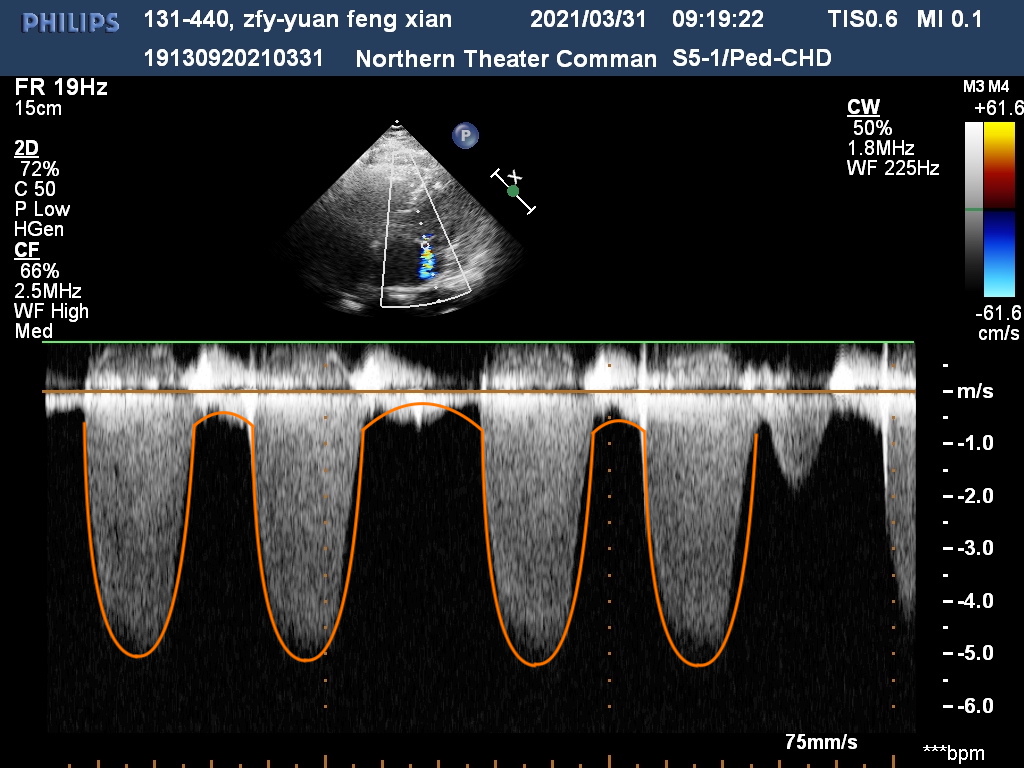 PHILIPS 131-440, zfy-yuan feng xian 2021/03/31 09:19:22 TIS0.6 MI 0.1
19130920210331 Northern Theater Comman S5-1/Ped-CHD
FR 19Hz
15cm
2D
72%
C 50
P Low
HGen
CF
66%
2.5MHz
WF High
Med
P
X
CW
50%
1.8MHz
WF 225Hz
M3 M4
+61.6
-61.6
cm/s
m/s
-1.0
-2.0
-3.0
-4.0
-5.0
-6.0
75mm/s
***bpm